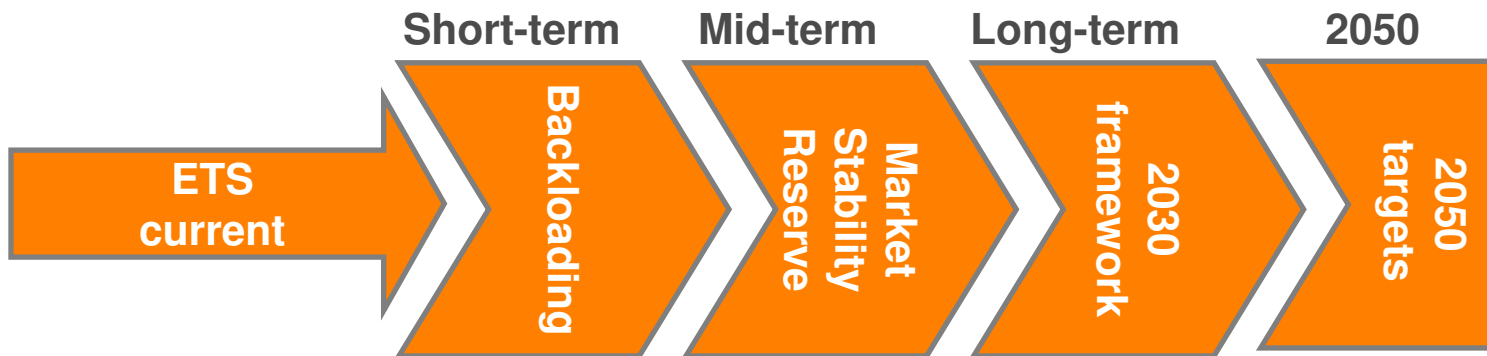 Short-term
Mid-term
Long-term
2050
ETS
current
Backloading
Market
Stability
Reserve
2030
framework
2050
targets